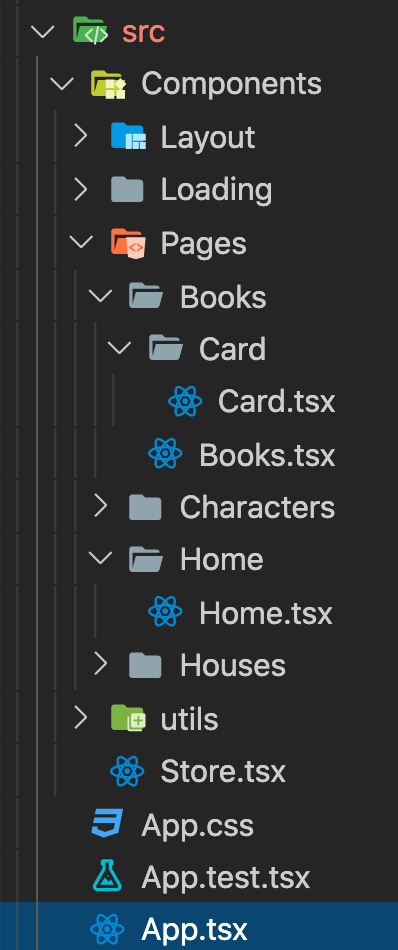 src
Components
Layout
Loading
Pages
Books
Card
Card.tsx
Books.tsx
Characters
Home
Home.tsx
Houses
utils
Store.tsx
App.css
App.test.tsx
App.tsx